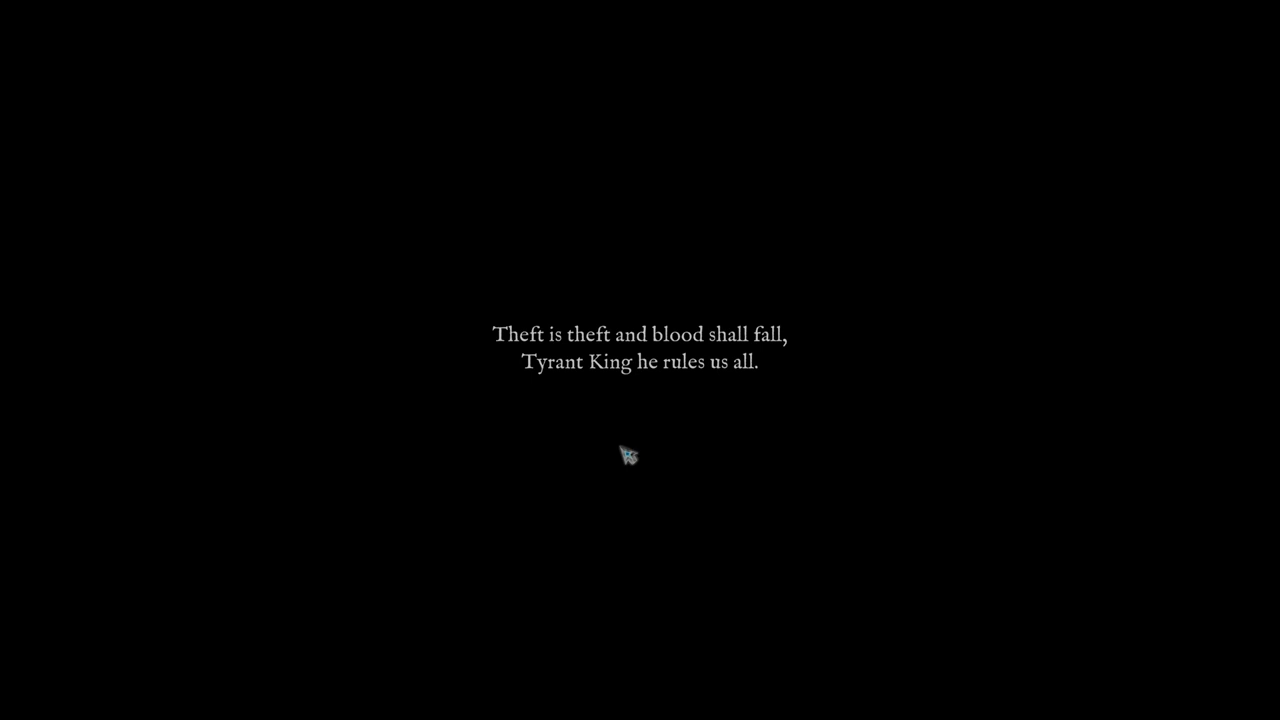 Theft is theft and blood shall fall,
Tyrant King he rules us all.